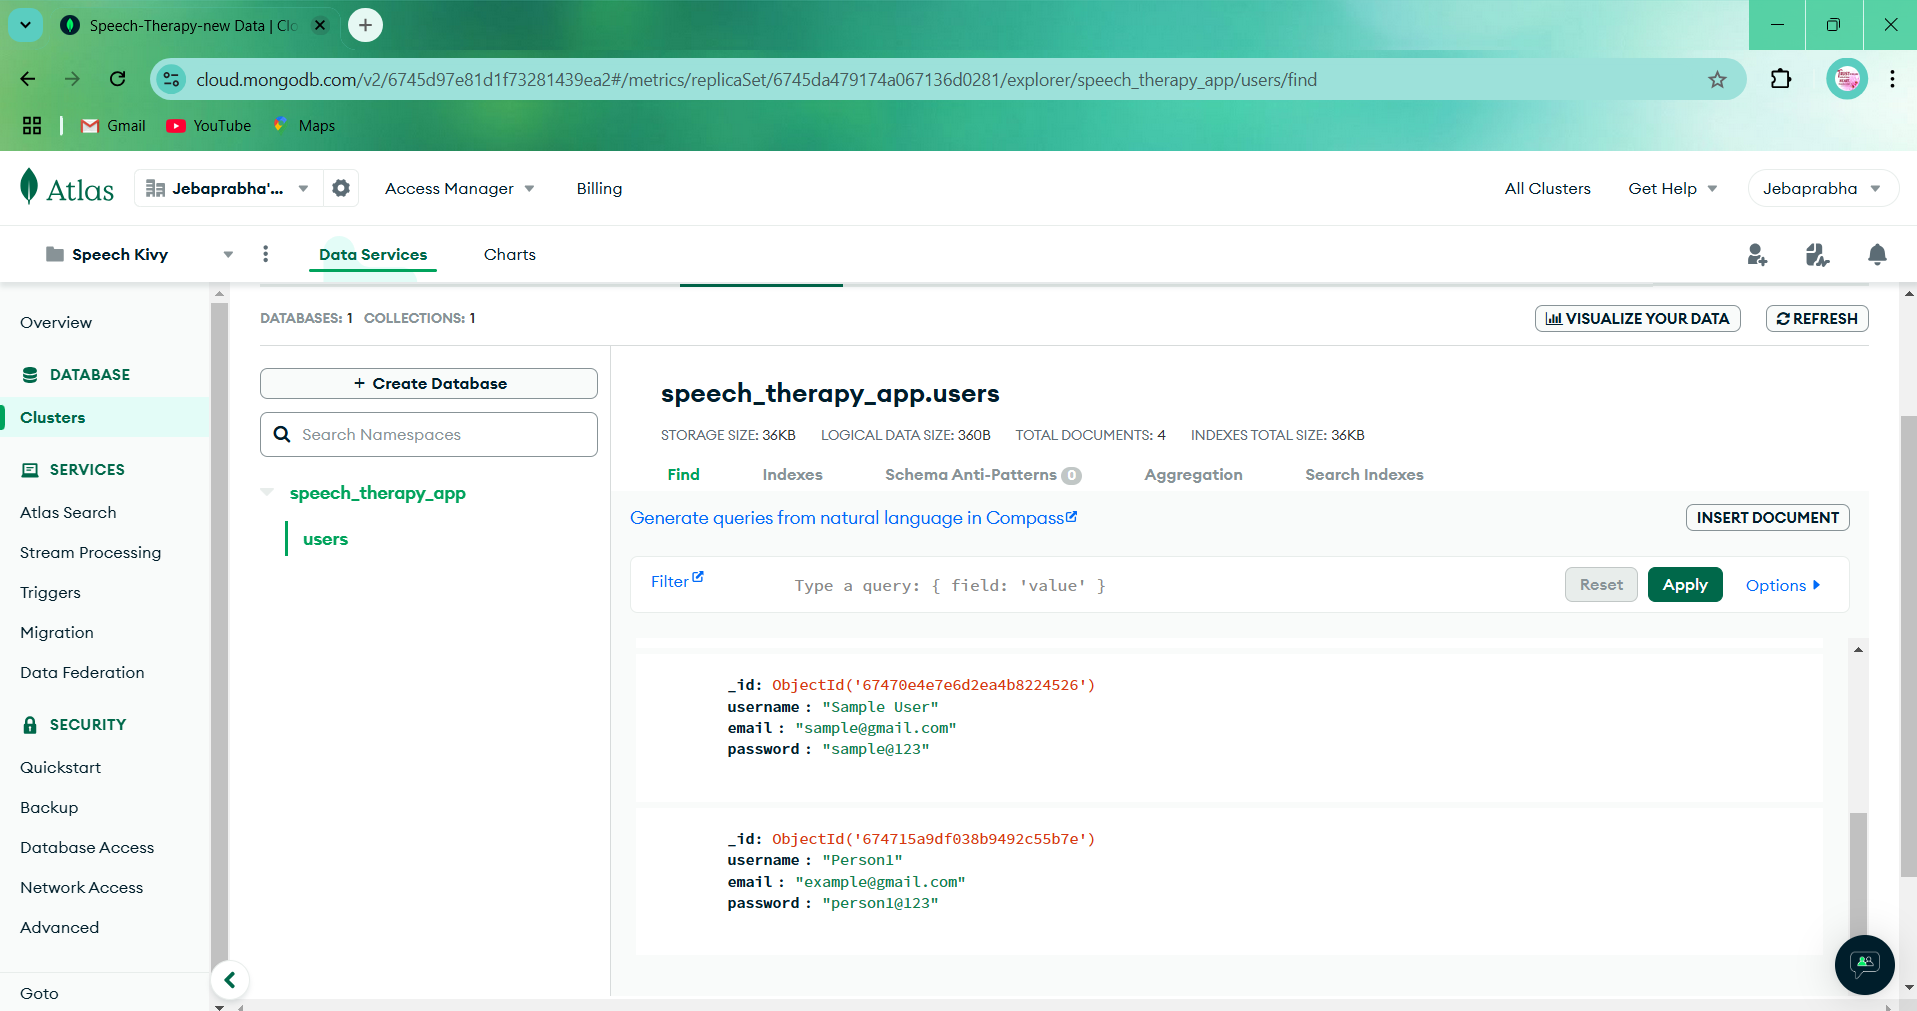 Speech-Therapy-new Data | Clo
cloud.mongodb.com/v2/6745d97e81d1f73281439ea2#/metrics/replicaSet/6745da479174a067136d0281/explorer/speech_therapy_app/users/find
Gmail YouTube Maps
Atlas Jebaprabha'... Access Manager Billing All Clusters Get Help Jebaprabha
Speech Kivy Data Services Charts
Overview
DATABASE
Clusters
SERVICES
Atlas Search
Stream Processing
Triggers
Migration
Data Federation
SECURITY
Quickstart
Backup
Database Access
Network Access
Advanced
Goto
DATABASES: 1 COLLECTIONS: 1
VISUALIZE YOUR DATA REFRESH
+ Create Database
Search Namespaces
speech_therapy_app
users
speech_therapy_app.users
STORAGE SIZE: 36KB LOGICAL DATA SIZE: 360B TOTAL DOCUMENTS: 4 INDEXES TOTAL SIZE: 36KB
Find Indexes Schema Anti-Patterns 0 Aggregation Search Indexes
Generate queries from natural language in Compass
INSERT DOCUMENT
Filter Type a query: { field: 'value' } Reset Apply Options
_id: ObjectId('67470e4e7e6d2ea4b8224526')
username : "Sample User"
email : "sample@gmail.com"
password : "sample@123"
_id: ObjectId('674715a9df038b9492c55b7e')
username : "Person1"
email : "example@gmail.com"
password : "person1@123"